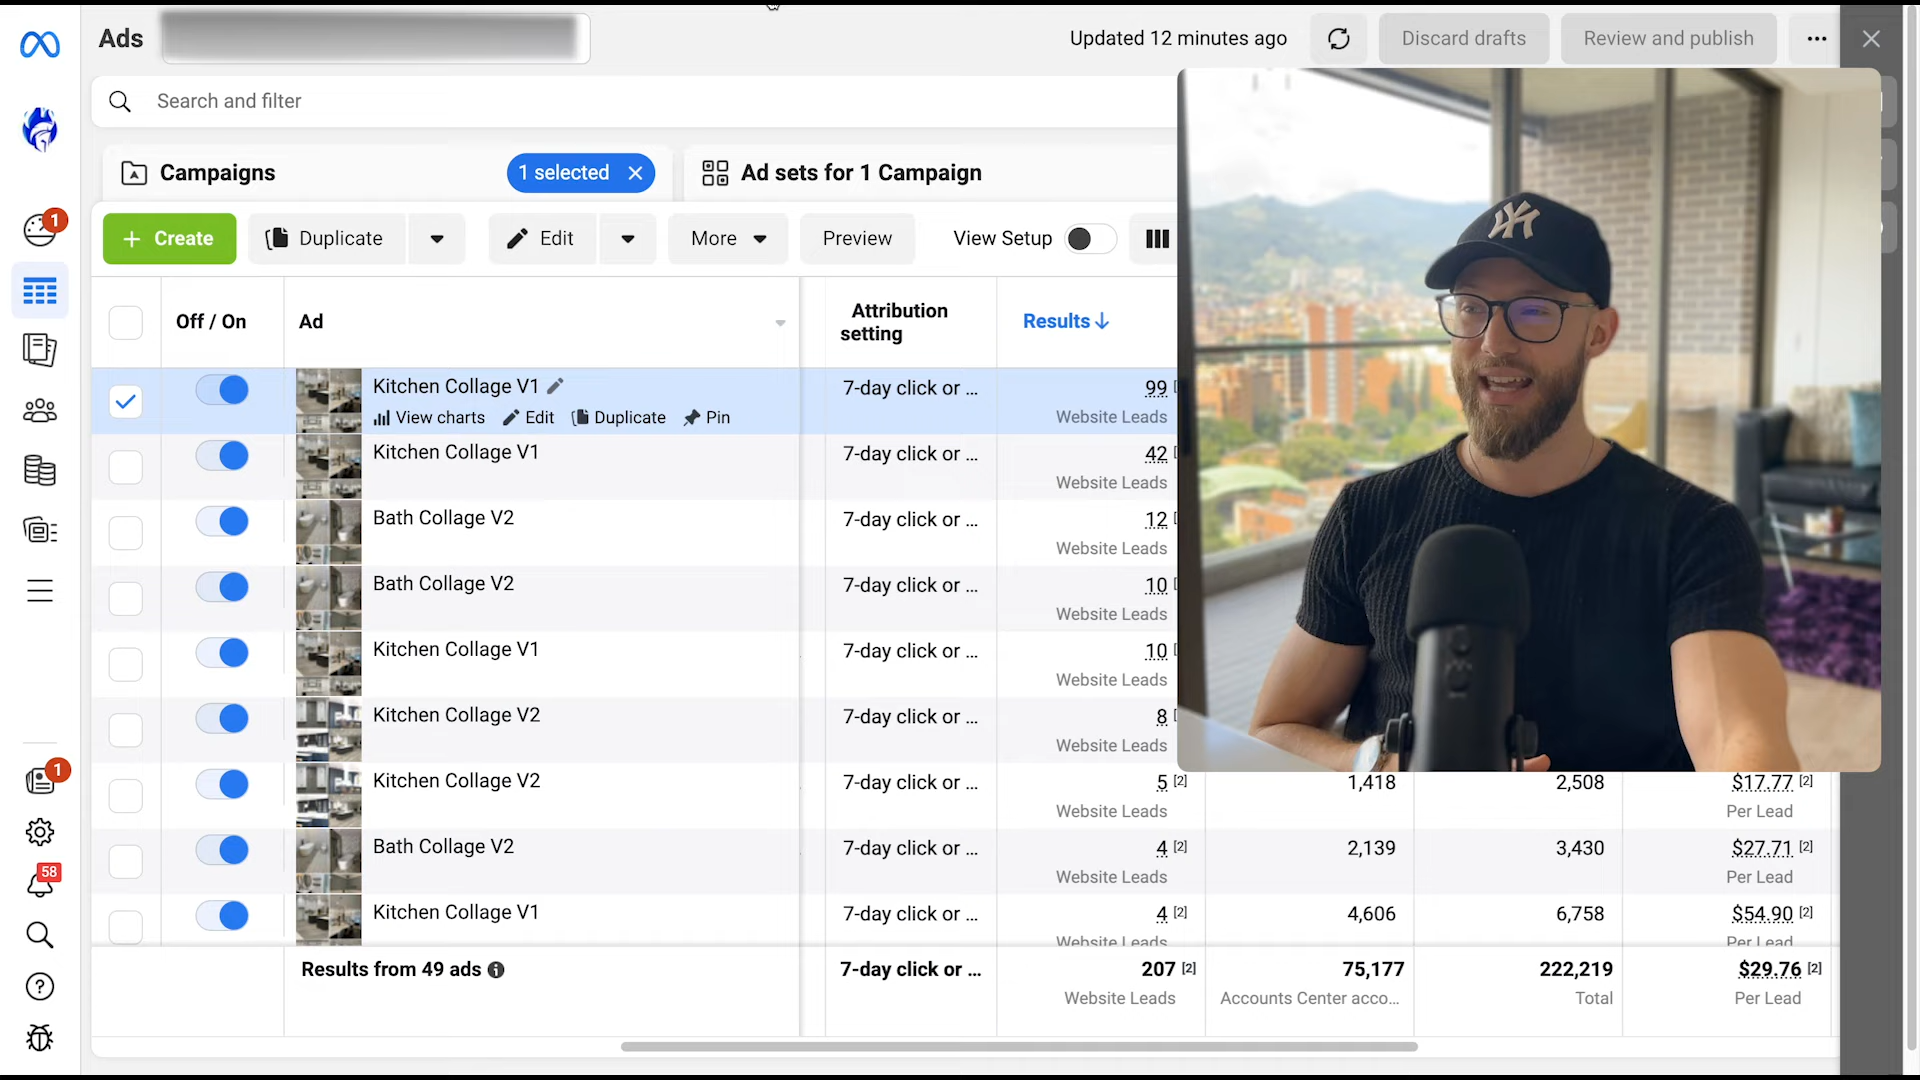 Ads
Updated 12 minutes ago
Discard drafts
Review and publish
Search and filter
Campaigns
1 selected
Ad sets for 1 Campaign
Create
Duplicate
Edit
More
Preview
View Setup
Off / On
Ad
Attribution
setting
Results
Kitchen Collage V1
View charts
Edit
Duplicate
Pin
7-day click or ...
99
Website Leads
Kitchen Collage V1
7-day click or ...
42
Website Leads
Bath Collage V2
7-day click or ...
12
Website Leads
Bath Collage V2
7-day click or ...
10
Website Leads
Kitchen Collage V1
7-day click or ...
10
Website Leads
Kitchen Collage V2
7-day click or ...
8
Website Leads
Kitchen Collage V2
7-day click or ...
5 [2]
Website Leads
1,418
2,508
$17.77 [2]
Per Lead
Bath Collage V2
7-day click or ...
4 [2]
Website Leads
2,139
3,430
$27.71 [2]
Per Lead
Kitchen Collage V1
7-day click or ...
4 [2]
Website Leads
4,606
6,758
$54.90 [2]
Per Lead
Results from 49 ads
7-day click or ...
207 [2]
Website Leads
75,177
Accounts Center acco...
222,219
Total
$29.76 [2]
Per Lead
1
1
58
NY